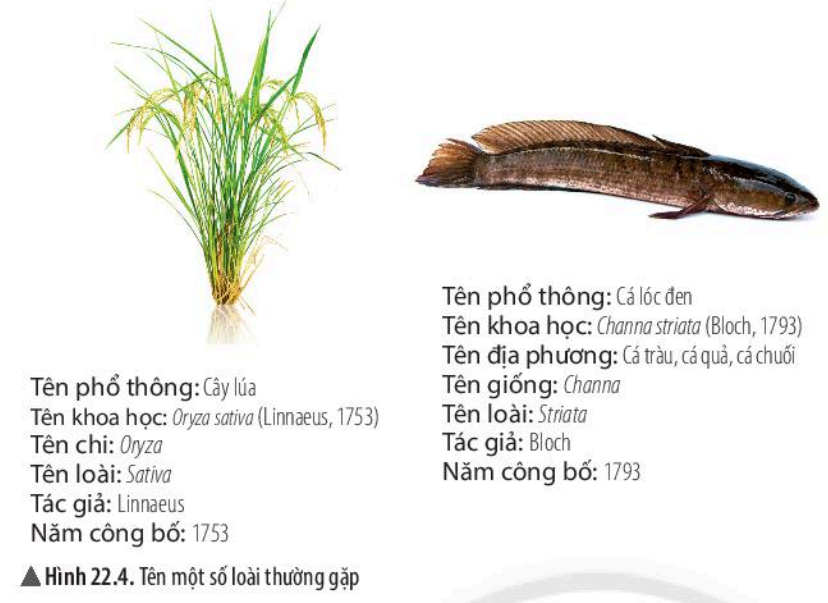 Tên phổ thông: Cây lúa
Tên khoa học: Oryza sativa (Linnaeus, 1753)
Tên chi: Oryza
Tên loài: Sativa
Tác giả: Linnaeus
Năm công bố: 1753
Tên phổ thông: Cá lóc đen
Tên khoa học: Channa striata (Bloch, 1793)
Tên địa phương: Cá tràu, cá quả, cá chuối
Tên giống: Channa
Tên loài: Striata
Tác giả: Bloch
Năm công bố: 1793
▲ Hình 22.4. Tên một số loài thường gặp